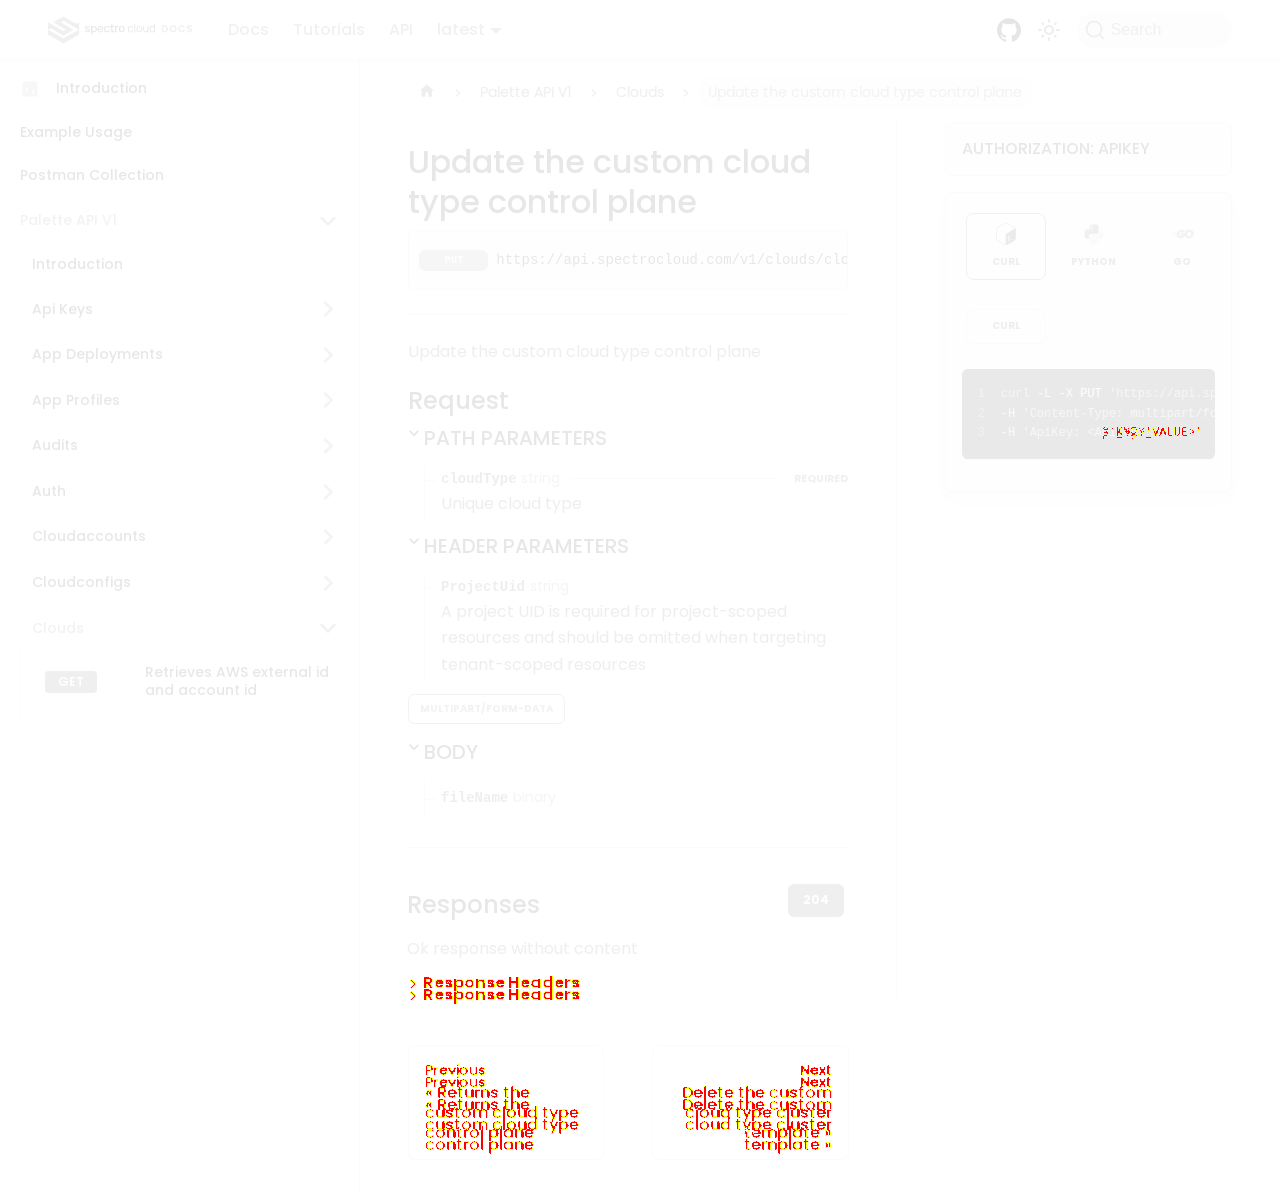 spectro cloud DOCS
Docs
Tutorials
API
latest
Search
Introduction
Example Usage
Postman Collection
Palette API V1
Introduction
Api Keys
App Deployments
App Profiles
Audits
Auth
Cloudaccounts
Cloudconfigs
Clouds
GET
Retrieves AWS external id
and account id
Palette API V1
Clouds
Update the custom cloud type control plane
Update the custom cloud
type control plane
PUT
https://api.spectrocloud.com/v1/clouds/clo
Update the custom cloud type control plane
Request
PATH PARAMETERS
cloudType string
REQUIRED
Unique cloud type
HEADER PARAMETERS
ProjectUid string
A project UID is required for project-scoped
resources and should be omitted when targeting
tenant-scoped resources
MULTIPART/FORM-DATA
BODY
fileName binary
Responses
204
Ok response without content
Response Headers
Response Headers
Previous
Previous
« Returns the
« Returns the
custom cloud type
custom cloud type
control plane
control plane
Next
Next
Delete the custom
Delete the custom
cloud type cluster
cloud type cluster
template »
template »
AUTHORIZATION: APIKEY
CURL
PYTHON
GO
GO
CURL
1 curl -L -X PUT 'https://api.sp
2 -H 'Content-Type: multipart/fo
3 -H 'ApiKey: